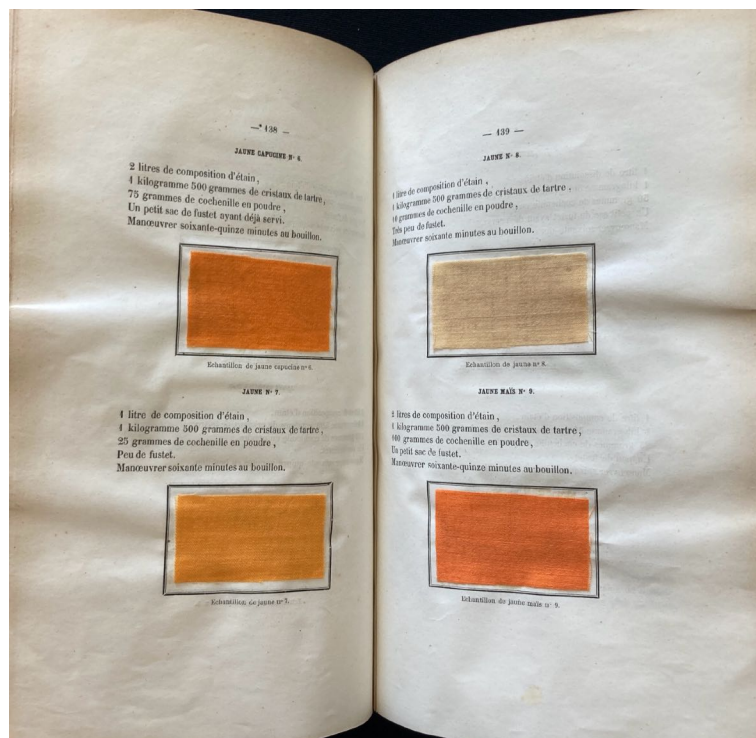 — 138 —
JAUNE CAPUCINE N° 6.
2 litres de composition d'étain,
1 kilogramme 500 grammes de cristaux de tartre,
75 grammes de cochenille en poudre,
Un petit sac de fustet ayant déjà servi.
Manœuvrer soixante-quinze minutes au bouillon.
Echantillon de jaune capucine n° 6.
JAUNE N° 7.
1 litre de composition d'étain,
1 kilogramme 500 grammes de cristaux de tartre,
25 grammes de cochenille en poudre,
Peu de fustet.
Manœuvrer soixante minutes au bouillon.
Echantillon de jaune n° 7.
— 139 —
JAUNE N° 8.
1 litre de composition d'étain,
1 kilogramme 500 grammes de cristaux de tartre,
grammes de cochenille en poudre,
Très peu de fustet.
Manœuvrer soixante minutes au bouillon.
Echantillon de jaune n° 8.
JAUNE MAÏS N° 9.
2 litres de composition d'étain,
1 kilogramme 500 grammes de cristaux de tartre,
100 grammes de cochenille en poudre,
Un petit sac de fustet.
Manœuvrer soixante-quinze minutes au bouillon.
Echantillon de jaune maïs n° 9.